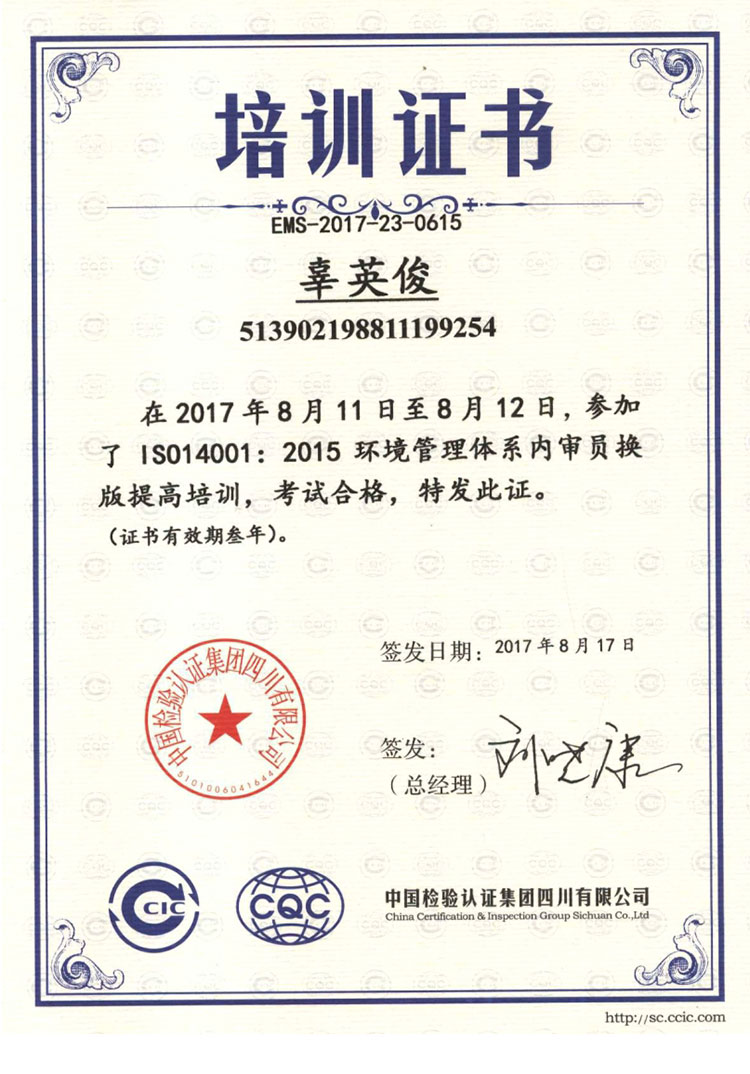 培训证书
EMS-2017-23-0615
辜英俊
513902198811199254
在 2017 年 8 月 11 日至 8 月 12 日，参加
了 ISO14001：2015 环境管理体系内审员换
版提高培训，考试合格，特发此证。
（证书有效期叁年）。
签发日期：2017 年 8 月 17 日
中国检验认证集团四川有限公司
5101006041644
签发：刘晓康
（总经理）
CCIC
CQC
中国检验认证集团四川有限公司
China Certification & Inspection Group Sichuan Co.,Ltd
http://sc.ccic.com